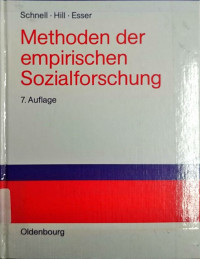 Schnell · Hill · Esser
Methoden der
empirischen
Sozialforschung
7. Auflage
Oldenbourg